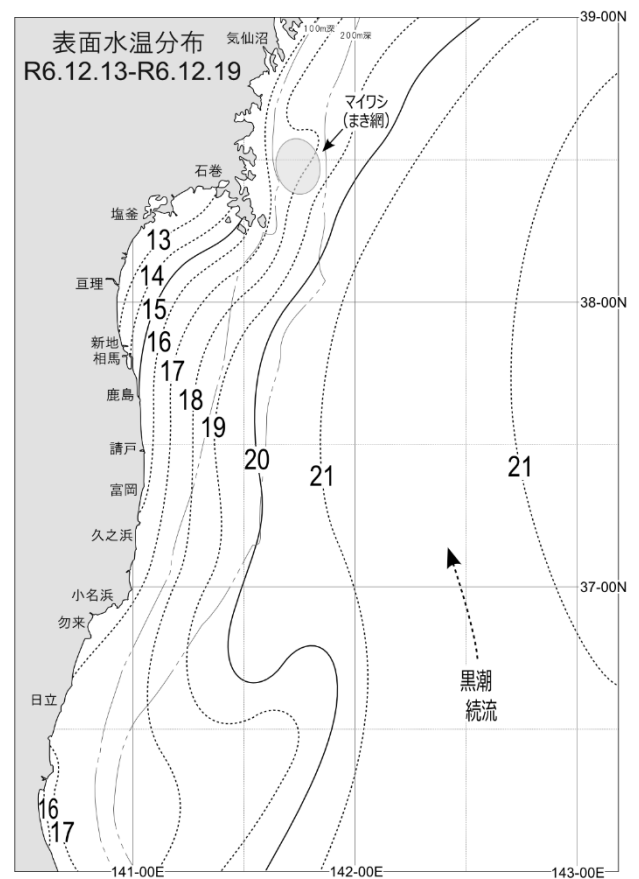 表面水温分布
R6.12.13-R6.12.19
気仙沼
100m深
200m深
39-00N
マイワシ
(まき網)
石巻
塩釜
13
亘理
14
38-00N
15
新地
16
相馬
17
鹿島
18
19
請戸
20
21
21
富岡
久之浜
37-00N
小名浜
勿来
黒潮
続流
日立
16
17
141-00E
142-00E
143-00E